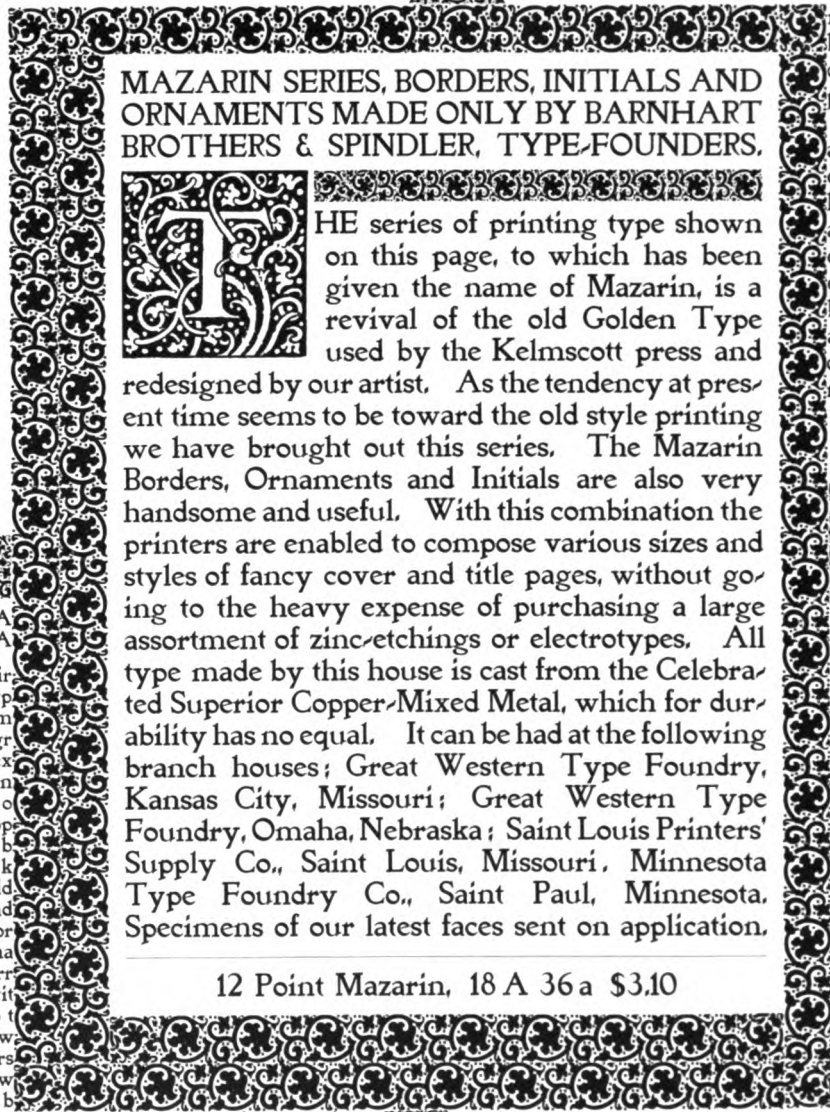 MAZARIN SERIES, BORDERS, INITIALS AND
ORNAMENTS MADE ONLY BY BARNHART
BROTHERS & SPINDLER, TYPE-FOUNDERS.
THE series of printing type shown
on this page, to which has been
given the name of Mazarin, is a
revival of the old Golden Type
used by the Kelmscott press and
redesigned by our artist. As the tendency at pres-
ent time seems to be toward the old style printing
we have brought out this series. The Mazarin
Borders, Ornaments and Initials are also very
handsome and useful. With this combination the
printers are enabled to compose various sizes and
styles of fancy cover and title pages, without go-
ing to the heavy expense of purchasing a large
assortment of zinc-etchings or electrotypes. All
type made by this house is cast from the Celebra-
ted Superior Copper-Mixed Metal, which for dur-
ability has no equal. It can be had at the following
branch houses; Great Western Type Foundry,
Kansas City, Missouri; Great Western Type
Foundry, Omaha, Nebraska; Saint Louis Printers'
Supply Co., Saint Louis, Missouri, Minnesota
Type Foundry Co., Saint Paul, Minnesota.
Specimens of our latest faces sent on application.
12 Point Mazarin, 18 A 36 a $3.10